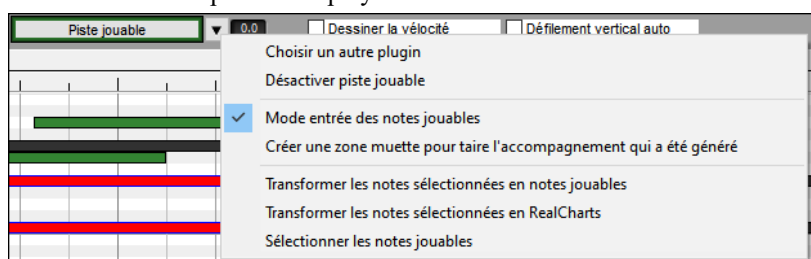 Piste jouable ▼ 0.0 Dessiner la vélocité Défilement vertical auto
Choisir un autre plugin
Désactiver piste jouable
Mode entrée des notes jouables
Créer une zone muette pour taire l'accompagnement qui a été généré
Transformer les notes sélectionnées en notes jouables
Transformer les notes sélectionnées en RealCharts
Sélectionner les notes jouables